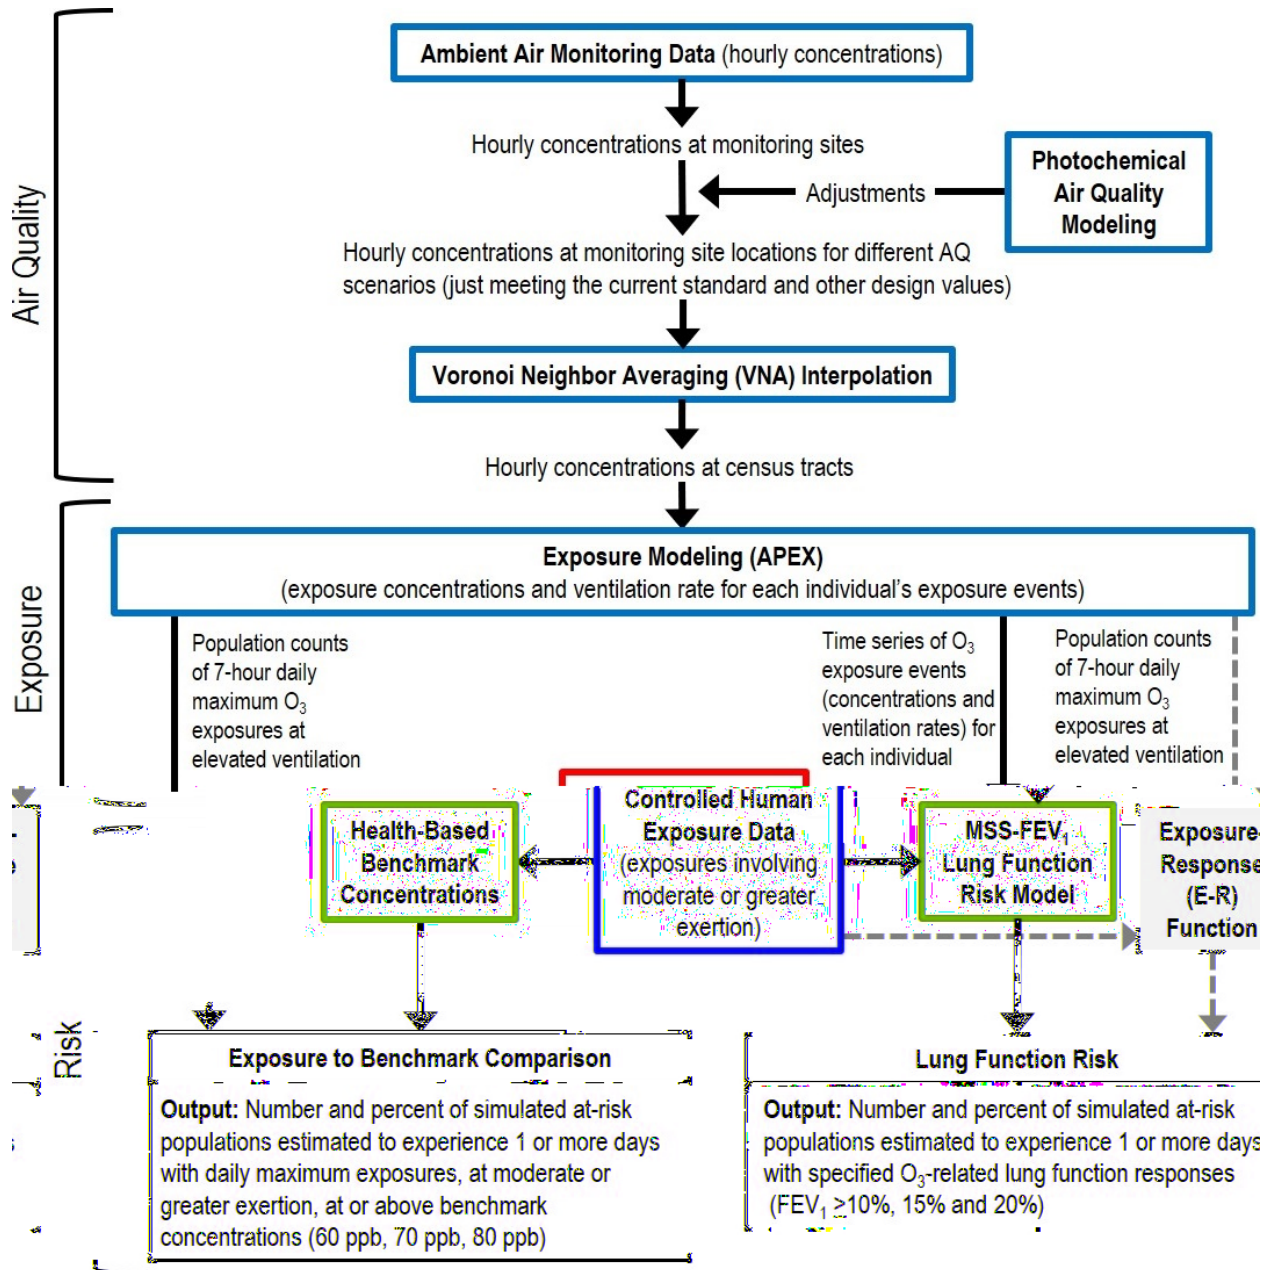 Air Quality
Ambient Air Monitoring Data (hourly concentrations)
Hourly concentrations at monitoring sites
Adjustments
Photochemical
Air Quality
Modeling
Hourly concentrations at monitoring site locations for different AQ
scenarios (just meeting the current standard and other design values)
Voronoi Neighbor Averaging (VNA) Interpolation
Hourly concentrations at census tracts
Exposure
Exposure Modeling (APEX)
(exposure concentrations and ventilation rate for each individual’s exposure events)
Population counts
of 7-hour daily
maximum O₃
exposures at
elevated ventilation
Time series of O₃
exposure events
(concentrations and
ventilation rates) for
each individual
Population counts
of 7-hour daily
maximum O₃
exposures at
elevated ventilation
Health-Based
Benchmark
Concentrations
Controlled Human
Exposure Data
(exposures involving
moderate or greater
exertion)
MSS-FEV₁
Lung Function
Risk Model
Exposure-
Response
(E-R)
Function
Risk
Exposure to Benchmark Comparison
Output: Number and percent of simulated at-risk
populations estimated to experience 1 or more days
with daily maximum exposures, at moderate or
greater exertion, at or above benchmark
concentrations (60 ppb, 70 ppb, 80 ppb)
Lung Function Risk
Output: Number and percent of simulated at-risk
populations estimated to experience 1 or more days
with specified O₃-related lung function responses
(FEV₁ ≥10%, 15% and 20%)